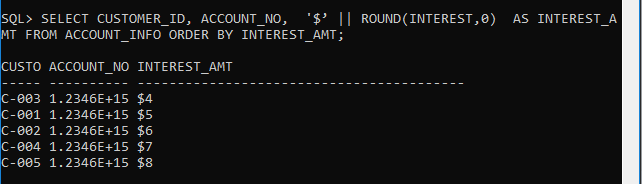 SQL> SELECT CUSTOMER_ID, ACCOUNT_NO,  '$’ || ROUND(INTEREST,0)  AS INTEREST_A
MT FROM ACCOUNT_INFO ORDER BY INTEREST_AMT;
CUSTO ACCOUNT_NO INTEREST_AMT
----- ---------- -----------------------------------------
C-003 1.2346E+15 $4
C-001 1.2346E+15 $5
C-002 1.2346E+15 $6
C-004 1.2346E+15 $7
C-005 1.2346E+15 $8